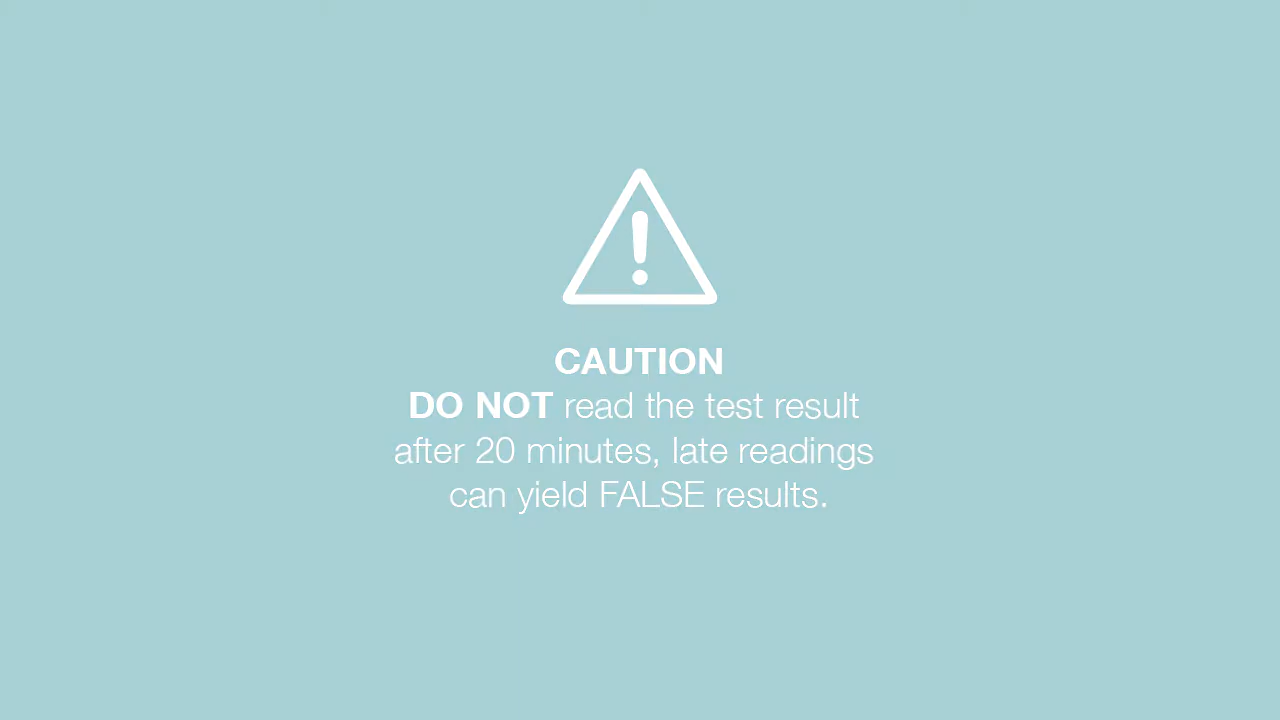 CAUTION
DO NOT read the test result
after 20 minutes, late readings
can yield FALSE results.